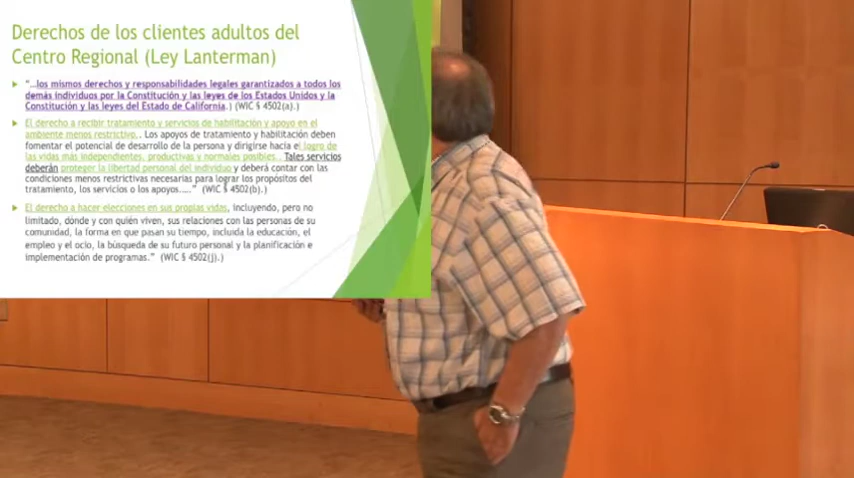 Derechos de los clientes adultos del
Centro Regional (Ley Lanterman)
"…los mismos derechos y responsabilidades legales garantizados a todos los
demás individuos por la Constitución y las leyes de los Estados Unidos y la
Constitución y las leyes del Estado de California.) (WIC § 4502(a).)
El derecho a recibir tratamiento y servicios de habilitación y apoyo en el
ambiente menos restrictivo.. Los apoyos de tratamiento y habilitación deben
fomentar el potencial de desarrollo de la persona y dirigirse hacia el logro de
las vidas más independientes, productivas y normales posibles.. Tales servicios
deberán proteger la libertad personal del individuo y deberá contar con las
condiciones menos restrictivas necesarias para lograr los propósitos del
tratamiento, los servicios o los apoyos...." (WIC § 4502(b).)
El derecho a hacer elecciones en sus propias vidas, incluyendo, pero no
limitado, dónde y con quién viven, sus relaciones con las personas de su
comunidad, la forma en que pasan su tiempo, incluida la educación, el
empleo y el ocio, la búsqueda de su futuro personal y la planificación e
implementación de programas." (WIC § 4502(j).)